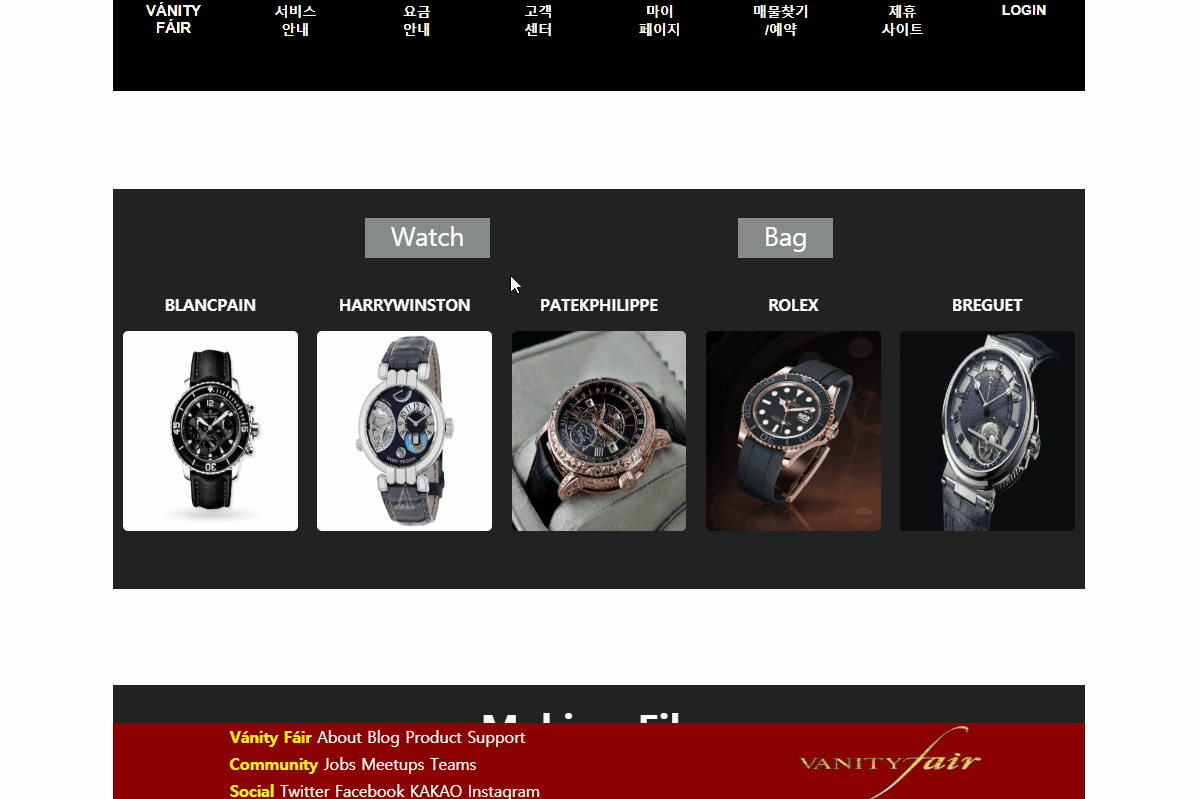 VÁNITY
FÁIR
서비스
안내
요금
안내
고객
센터
마이
페이지
매물찾기
/예약
제휴
사이트
LOGIN
Watch
Bag
BLANCPAIN
HARRYWINSTON
PATEKPHILIPPE
ROLEX
BREGUET
Vánity Fáir About Blog Product Support
Community Jobs Meetups Teams
Social Twitter Facebook KAKAO Instagram
VANITY fair